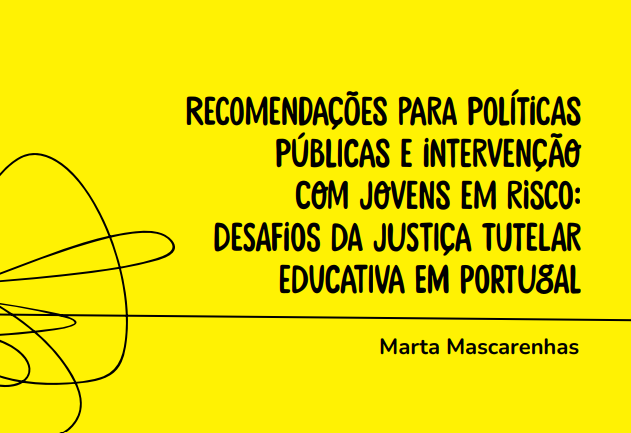 RECOMENDAÇÕES PARA POLÍTICAS
PÚBLICAS E INTERVENÇÃO
COM JOVENS EM RISCO:
DESAFIOS DA JUSTIÇA TUTELAR
EDUCATIVA EM PORTUGAL
Marta Mascarenhas